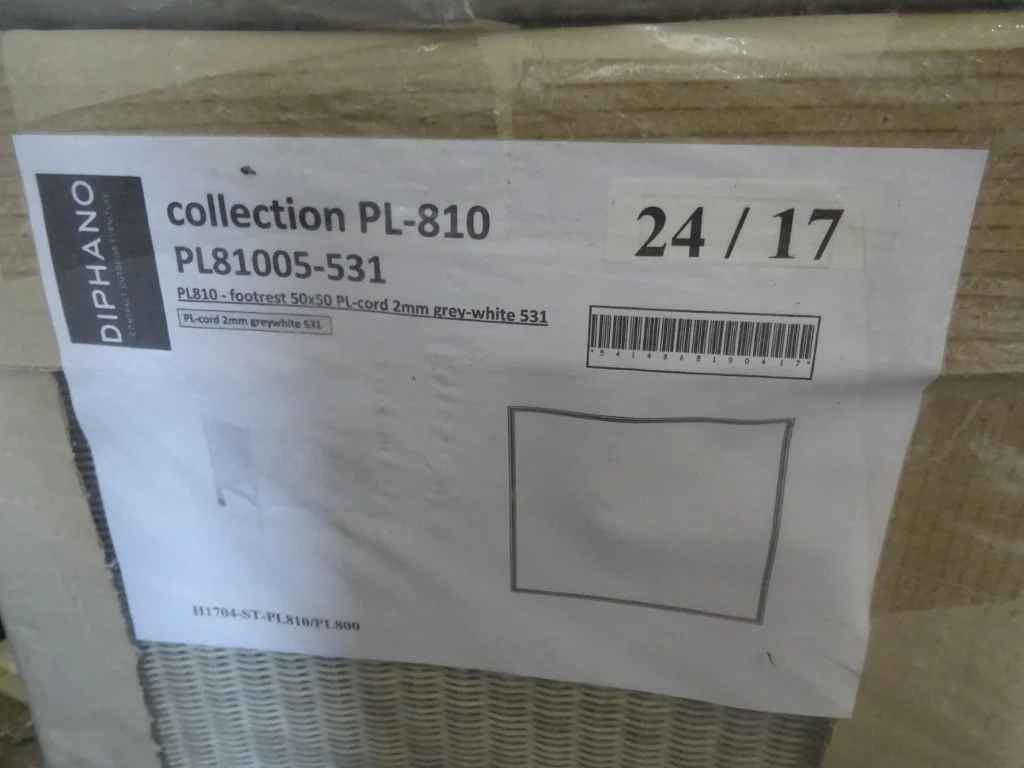 DIPHANO
CONTRACT OUTDOOR FURNITURE
collection PL-810
PL81005-531
PL810 - footrest 50x50 PL-cord 2mm grey-white 531
PL-cord 2mm greywhite 531
24 / 17
*5414868190417*
H1704-ST-PL810/PL800